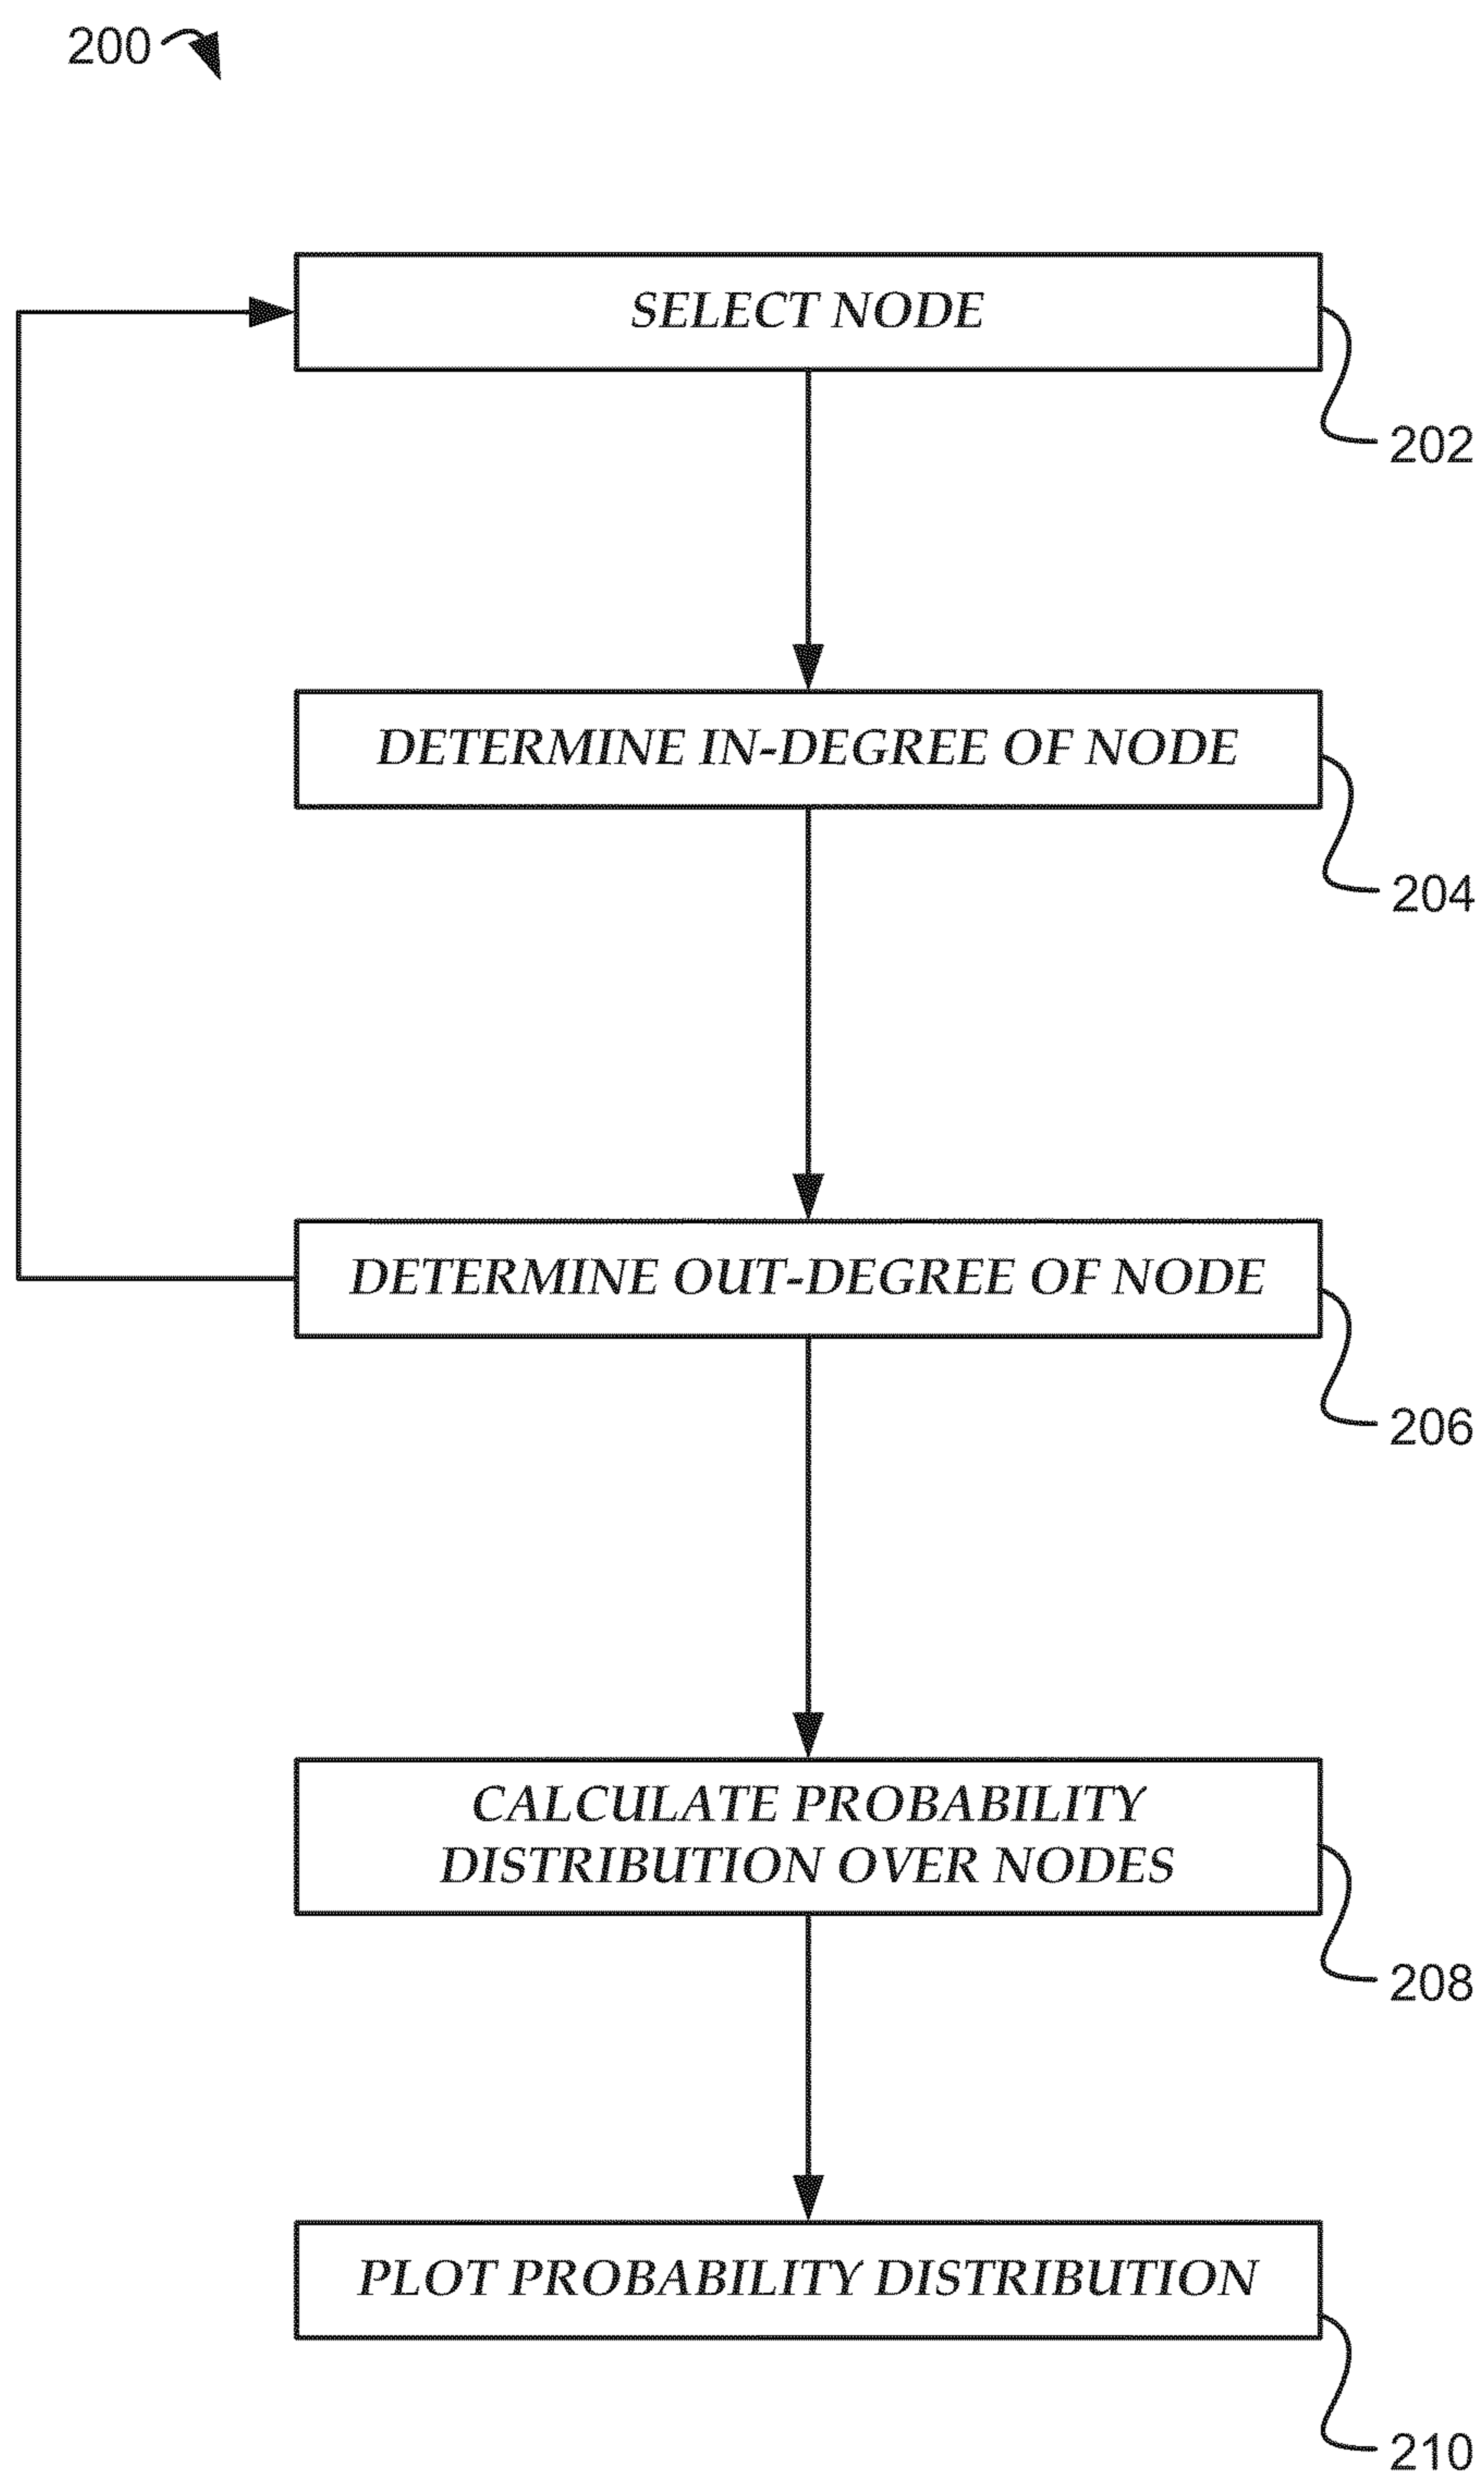 200
SELECT NODE
202
DETERMINE IN-DEGREE OF NODE
204
DETERMINE OUT-DEGREE OF NODE
206
CALCULATE PROBABILITY
DISTRIBUTION OVER NODES
208
PLOT PROBABILITY DISTRIBUTION
210